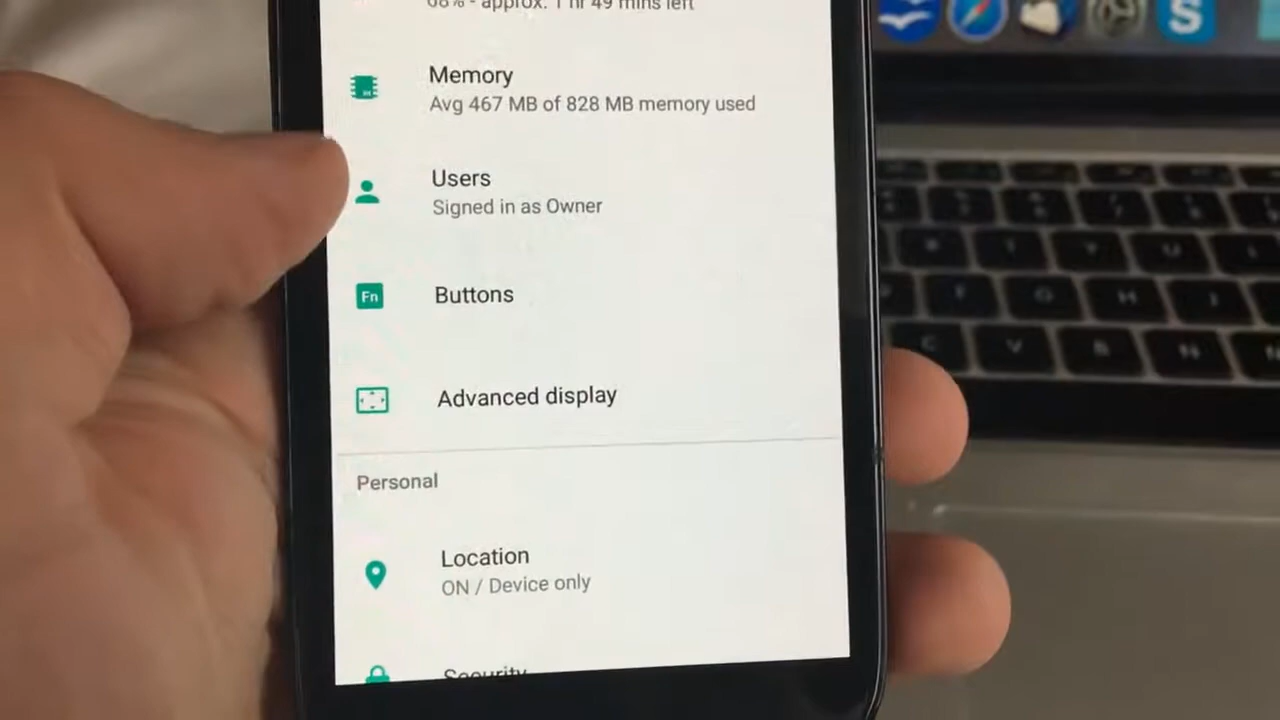 68% - approx. 1 hr 49 mins left
Memory
Avg 467 MB of 828 MB memory used
Users
Signed in as Owner
Fn
Buttons
Advanced display
Personal
Location
ON / Device only
Security
S
F
G
H
J
C
V
B
N